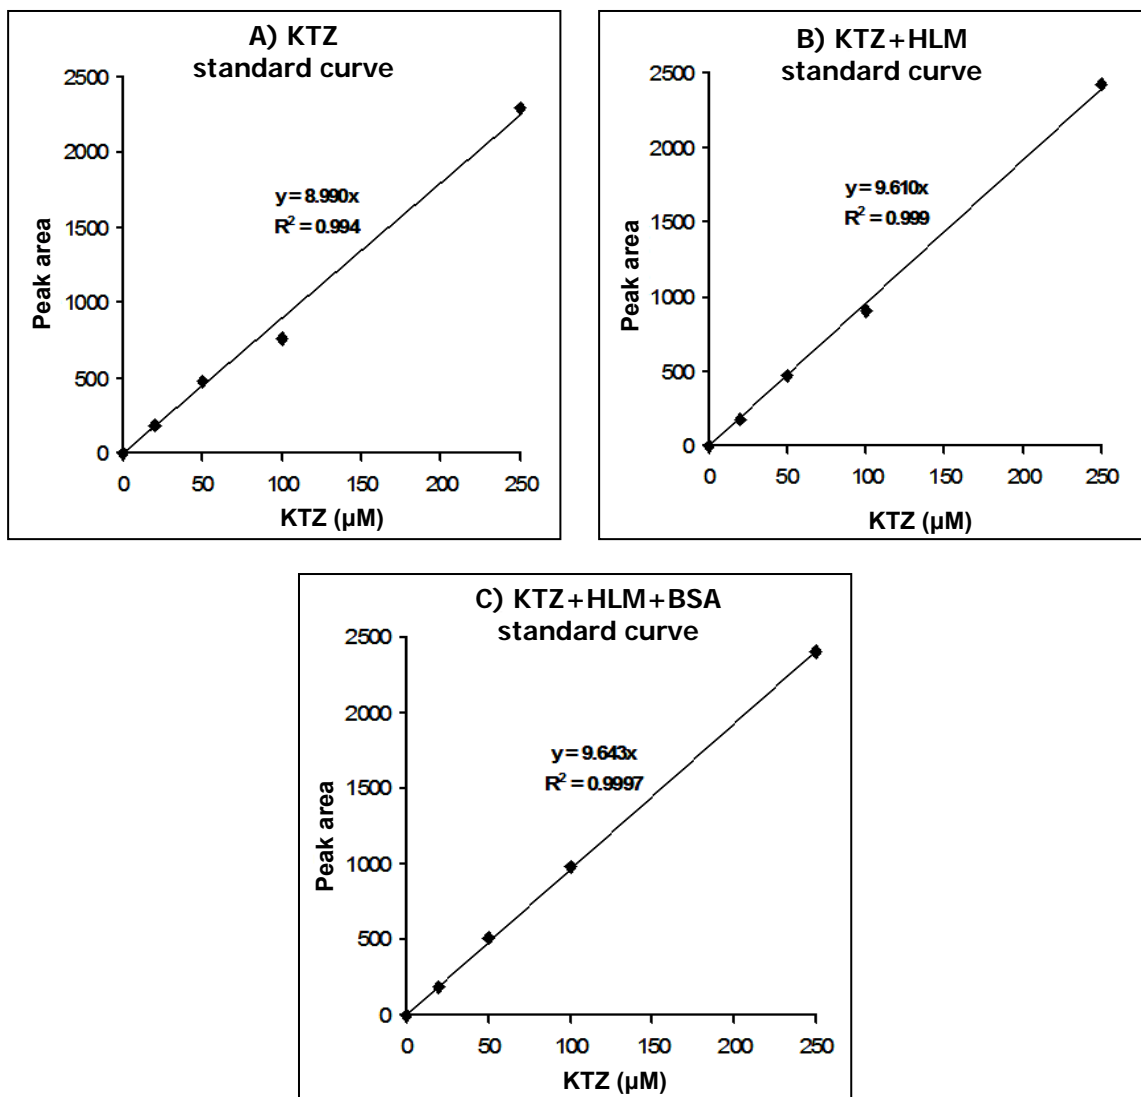 A) KTZ
standard curve
2500
2000
1500
1000
500
0
y = 8.990x
R² = 0.994
Peak area
0 50 100 150 200 250
KTZ (µM)
B) KTZ+HLM
standard curve
2500
2000
1500
1000
500
0
y = 9.610x
R² = 0.999
Peak area
0 50 100 150 200 250
KTZ (µM)
C) KTZ+HLM+BSA
standard curve
2500
2000
1500
1000
500
0
y = 9.643x
R² = 0.9997
Peak area
0 50 100 150 200 250
KTZ (µM)